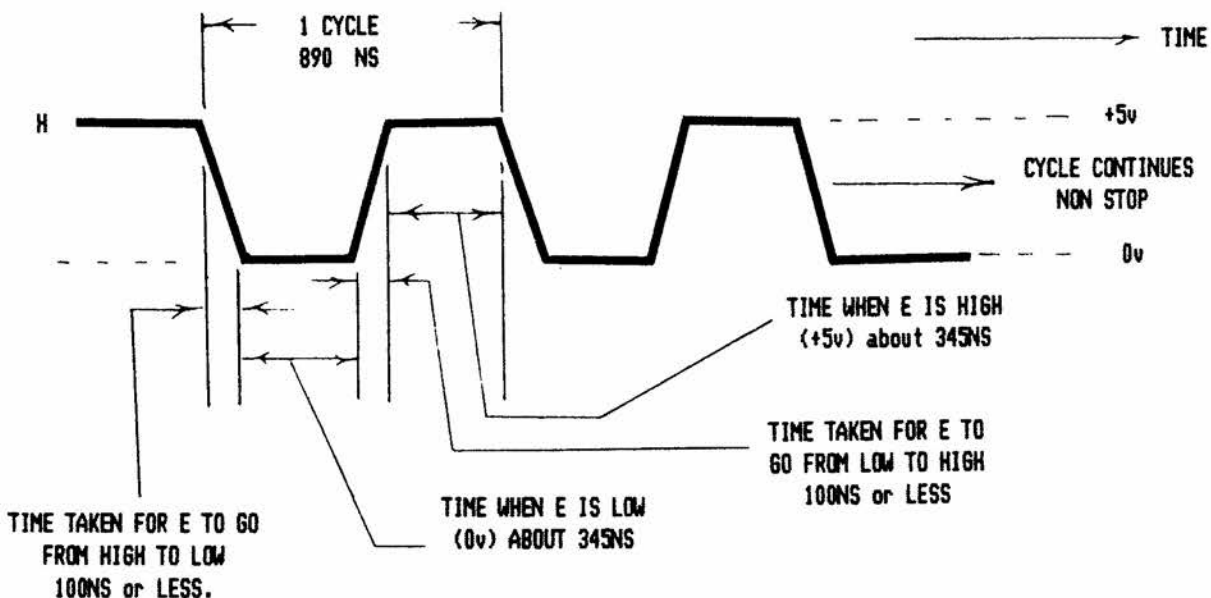 1 CYCLE
890 NS
TIME
H
+5v
CYCLE CONTINUES
NON STOP
0v
TIME WHEN E IS HIGH
(+5v) about 345NS
TIME TAKEN FOR E TO
GO FROM LOW TO HIGH
100NS or LESS
TIME WHEN E IS LOW
(0v) ABOUT 345NS
TIME TAKEN FOR E TO GO
FROM HIGH TO LOW
100NS or LESS.